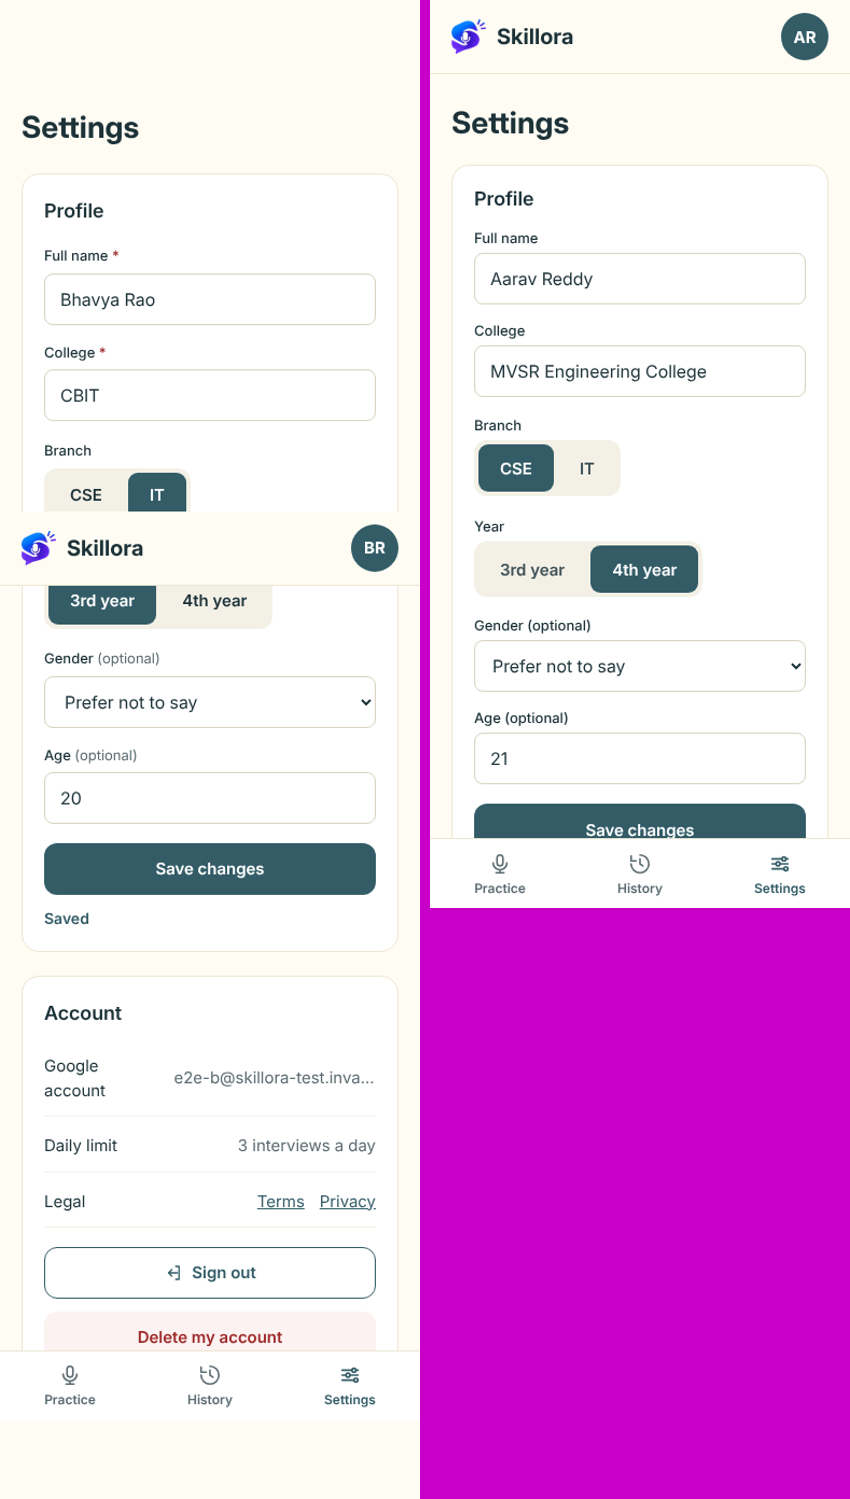 Settings
Profile
Full name *
Bhavya Rao
College *
CBIT
Branch
CSE IT
Skillora BR
3rd year 4th year
Gender (optional)
Prefer not to say
Age (optional)
20
Save changes
Saved
Account
Google
account
e2e-b@skillora-test.inva...
Daily limit 3 interviews a day
Legal Terms Privacy
Sign out
Delete my account
Practice History Settings
Skillora AR
Settings
Profile
Full name
Aarav Reddy
College
MVSR Engineering College
Branch
CSE IT
Year
3rd year 4th year
Gender (optional)
Prefer not to say
Age (optional)
21
Save changes
Practice History Settings